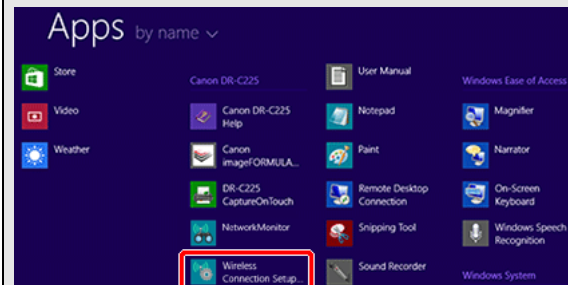 Apps by name
Store
Video
Weather
Canon DR-C225
Canon DR-C225
Help
Canon
imageFORMULA...
DR-C225
CaptureOnTouch
NetworkMonitor
Wireless
Connection Setup...
User Manual
Notepad
Paint
Remote Desktop
Connection
Snipping Tool
Sound Recorder
Windows Ease of Access
Magnifier
Narrator
On-Screen
Keyboard
Windows Speech
Recognition
Windows System